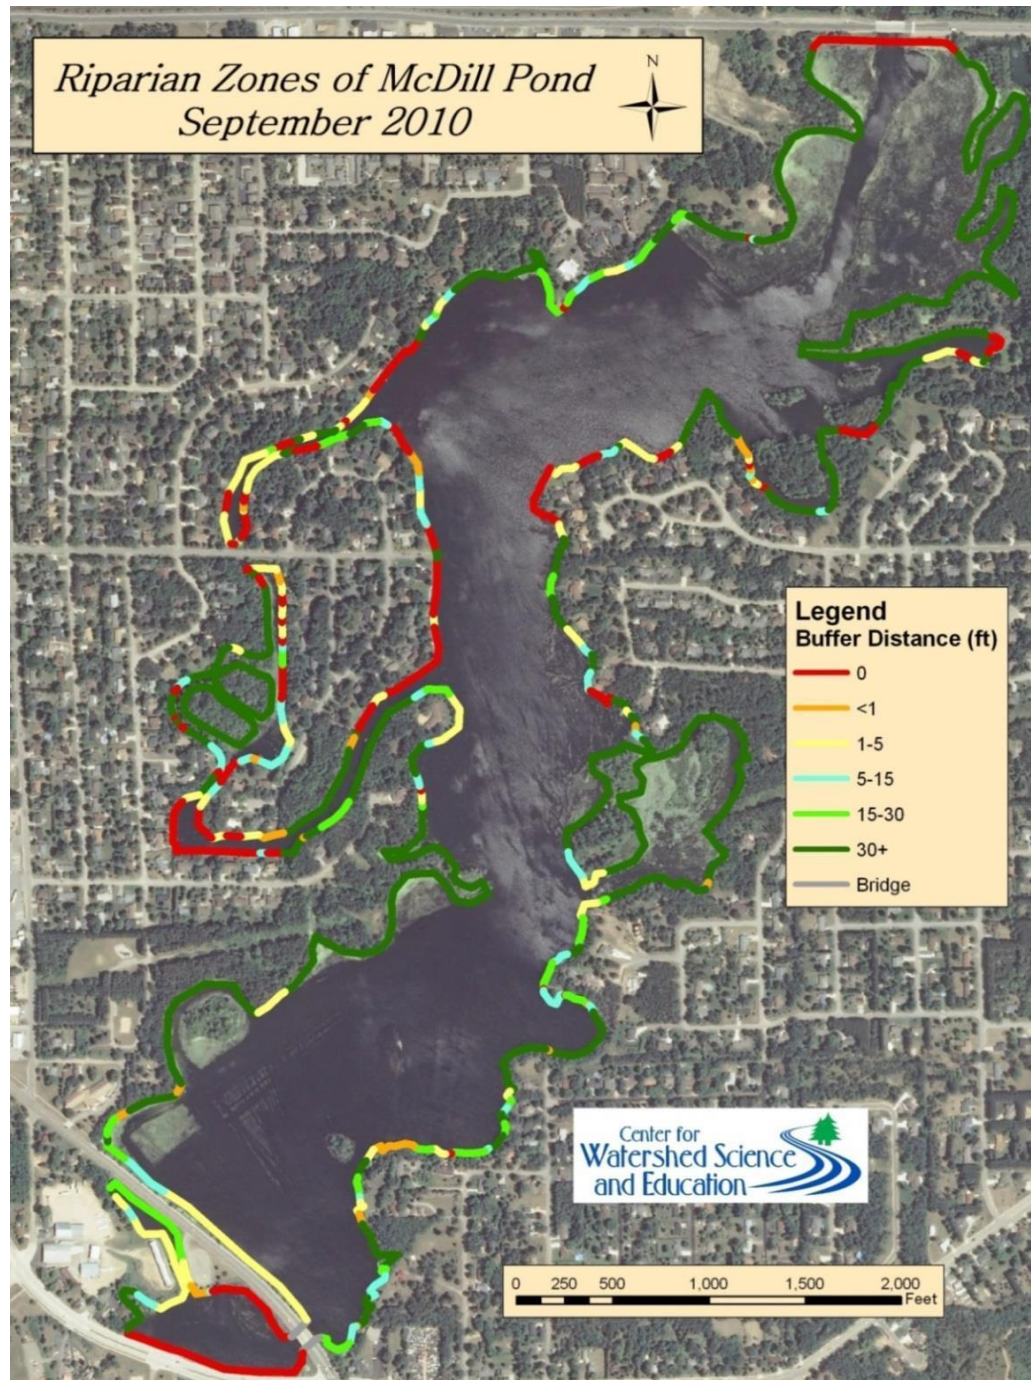 Riparian Zones of McDill Pond
September 2010
N
Legend
Buffer Distance (ft)
0
<1
1-5
5-15
15-30
30+
Bridge
Center for
Watershed Science
and Education
0 250 500 1,000 1,500 2,000
Feet